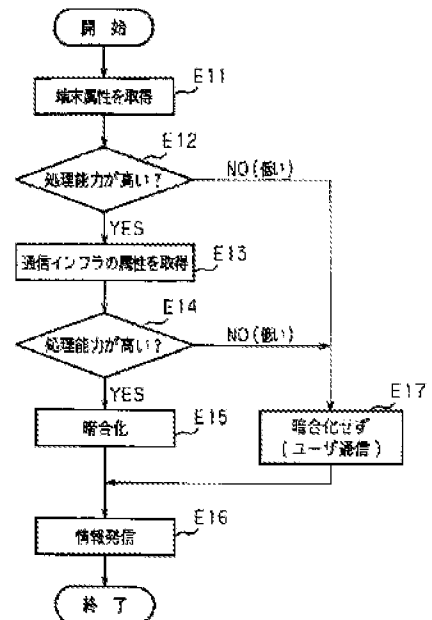 開 始
E11
端末属性を取得
E12
処理能力が高い？
NO(低い)
YES
E13
通信インフラの属性を取得
E14
処理能力が高い？
NO(低い)
YES
E15
暗合化
E17
暗合化せず
(ユーザ通信)
E16
情報発信
終 了